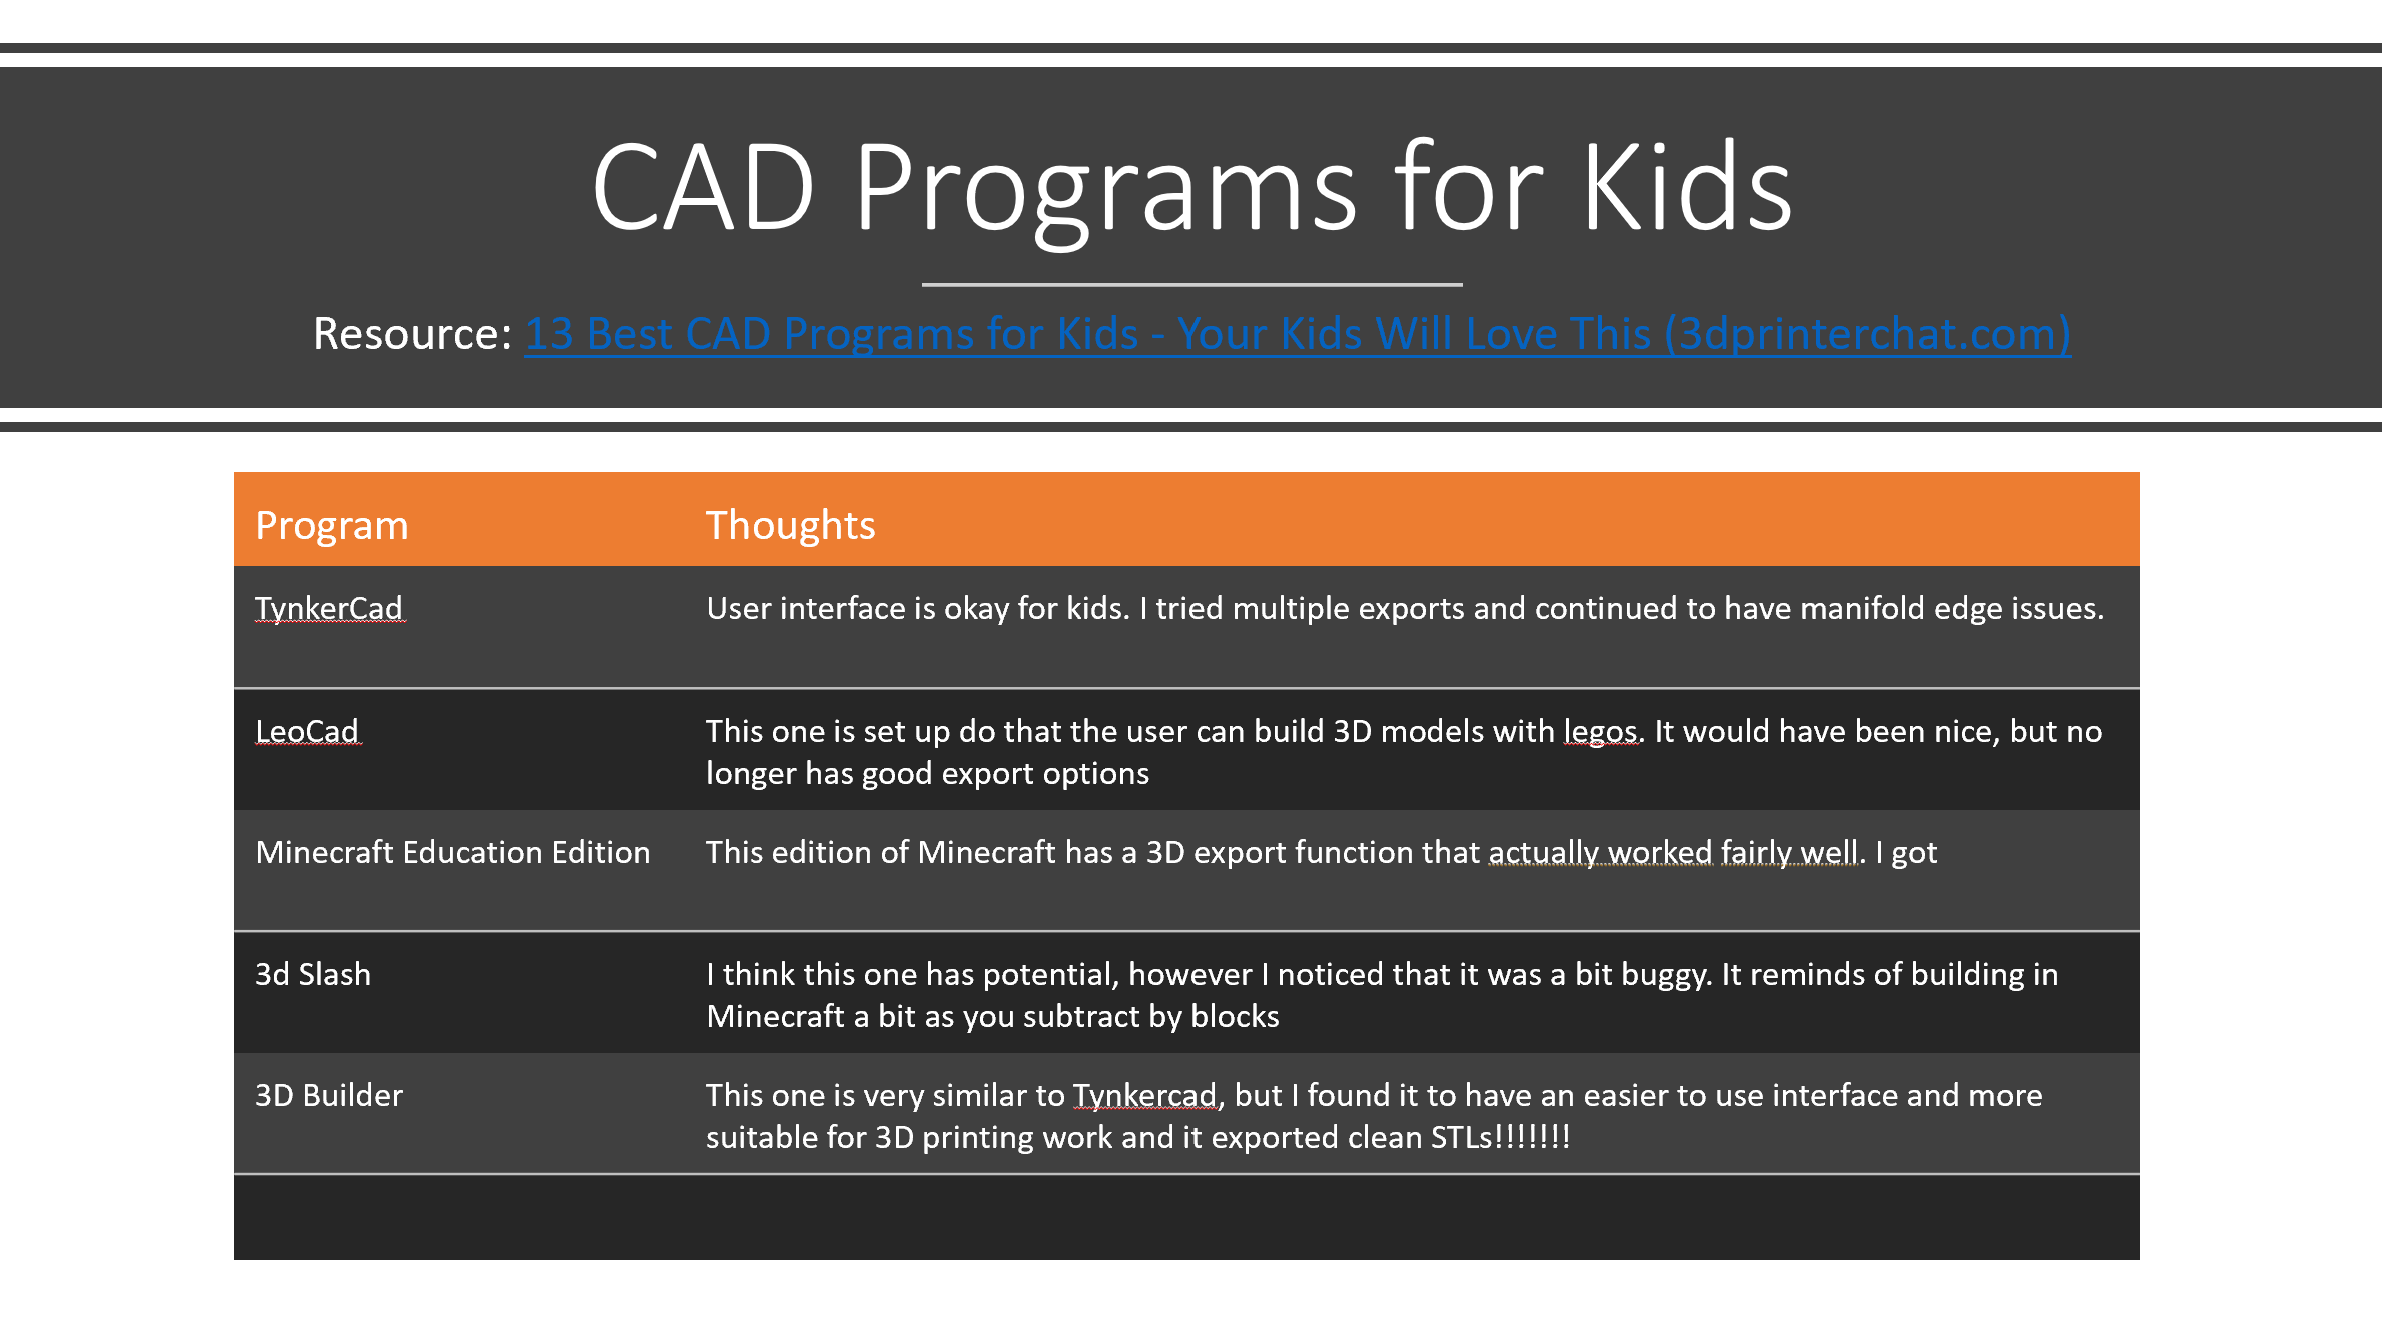 CAD Programs for Kids
Resource: 13 Best CAD Programs for Kids - Your Kids Will Love This (3dprinterchat.com)
Program Thoughts
TynkerCad User interface is okay for kids. I tried multiple exports and continued to have manifold edge issues.
LeoCad This one is set up do that the user can build 3D models with legos. It would have been nice, but no
longer has good export options
Minecraft Education Edition This edition of Minecraft has a 3D export function that actually worked fairly well. I got
3d Slash I think this one has potential, however I noticed that it was a bit buggy. It reminds of building in
Minecraft a bit as you subtract by blocks
3D Builder This one is very similar to Tynkercad, but I found it to have an easier to use interface and more
suitable for 3D printing work and it exported clean STLs!!!!!!!